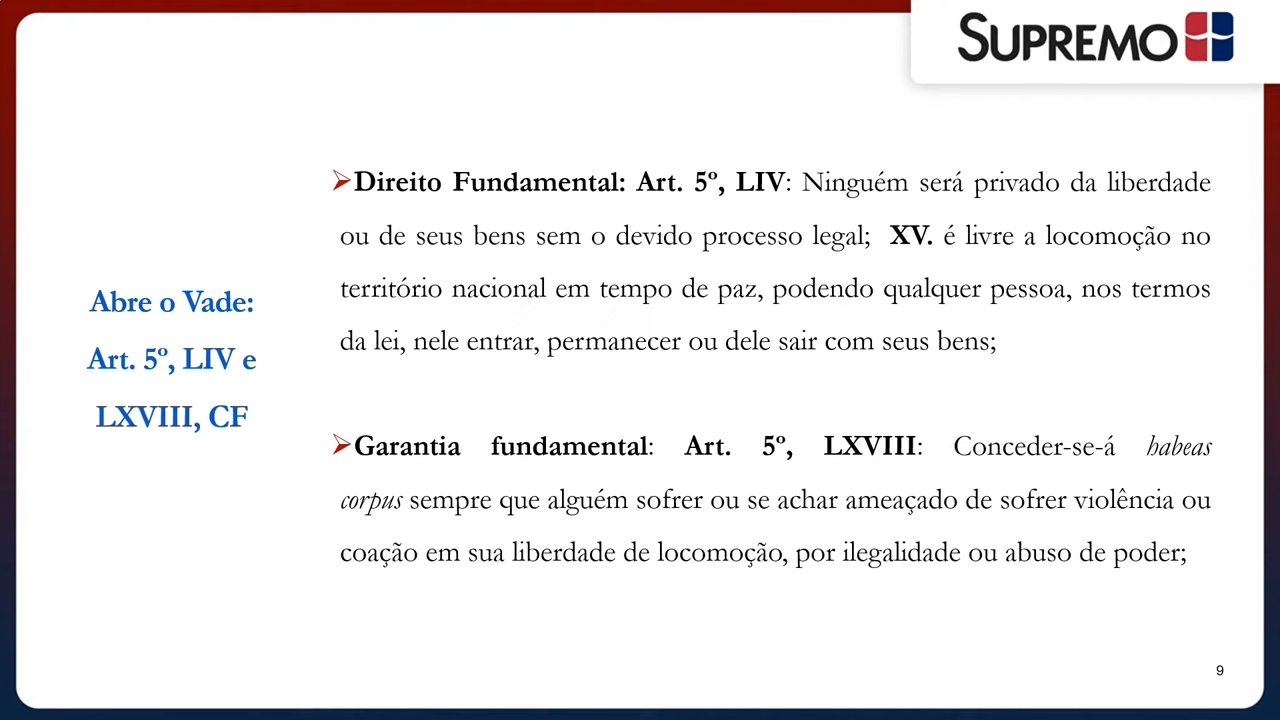 SUPREMO
Abre o Vade:
Art. 5º, LIV e
LXVIII, CF
➢Direito Fundamental: Art. 5º, LIV: Ninguém será privado da liberdade
ou de seus bens sem o devido processo legal; XV. é livre a locomoção no
território nacional em tempo de paz, podendo qualquer pessoa, nos termos
da lei, nele entrar, permanecer ou dele sair com seus bens;
➢Garantia fundamental: Art. 5º, LXVIII: Conceder-se-á habeas
corpus sempre que alguém sofrer ou se achar ameaçado de sofrer violência ou
coação em sua liberdade de locomoção, por ilegalidade ou abuso de poder;
9